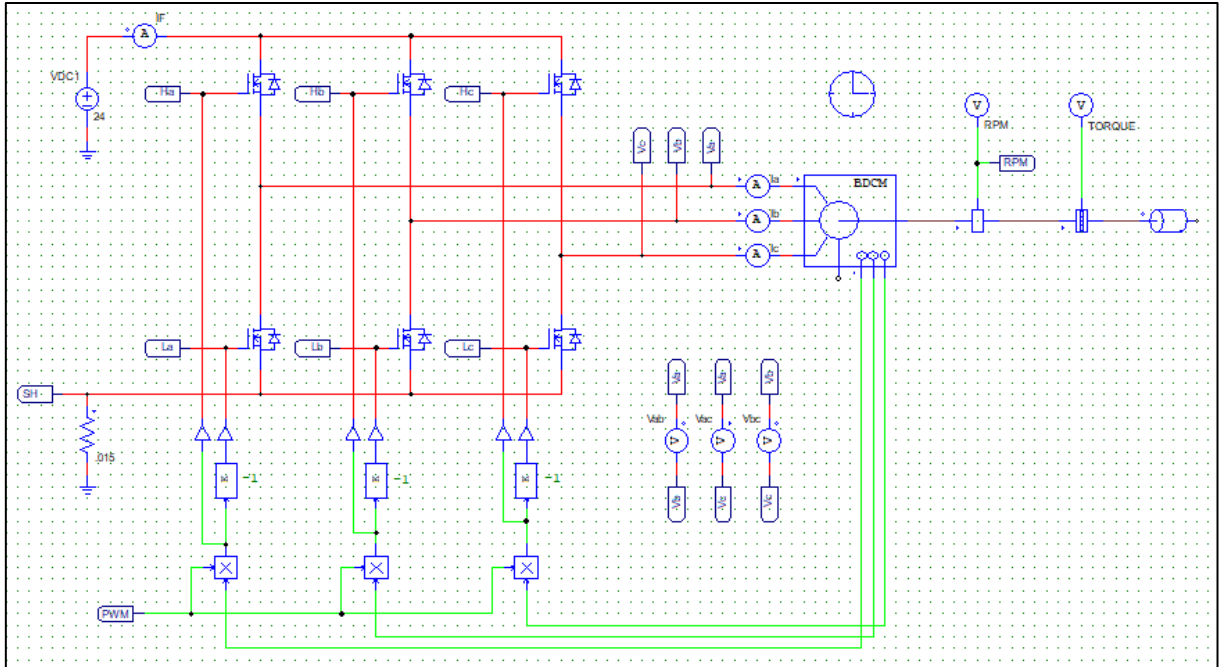 IF
A
VDC1
24
Ha
Hb
Hc
V
RPM
V
TORQUE
RPM
Vc
Vb
Va
A
Ia
A
Ib
A
Ic
BDCM
La
Lb
Lc
SH
.015
K
-1
K
-1
K
-1
Va
Va
Vb
Vab
Vac
Vbc
V
V
V
Vc
Vc
PWM